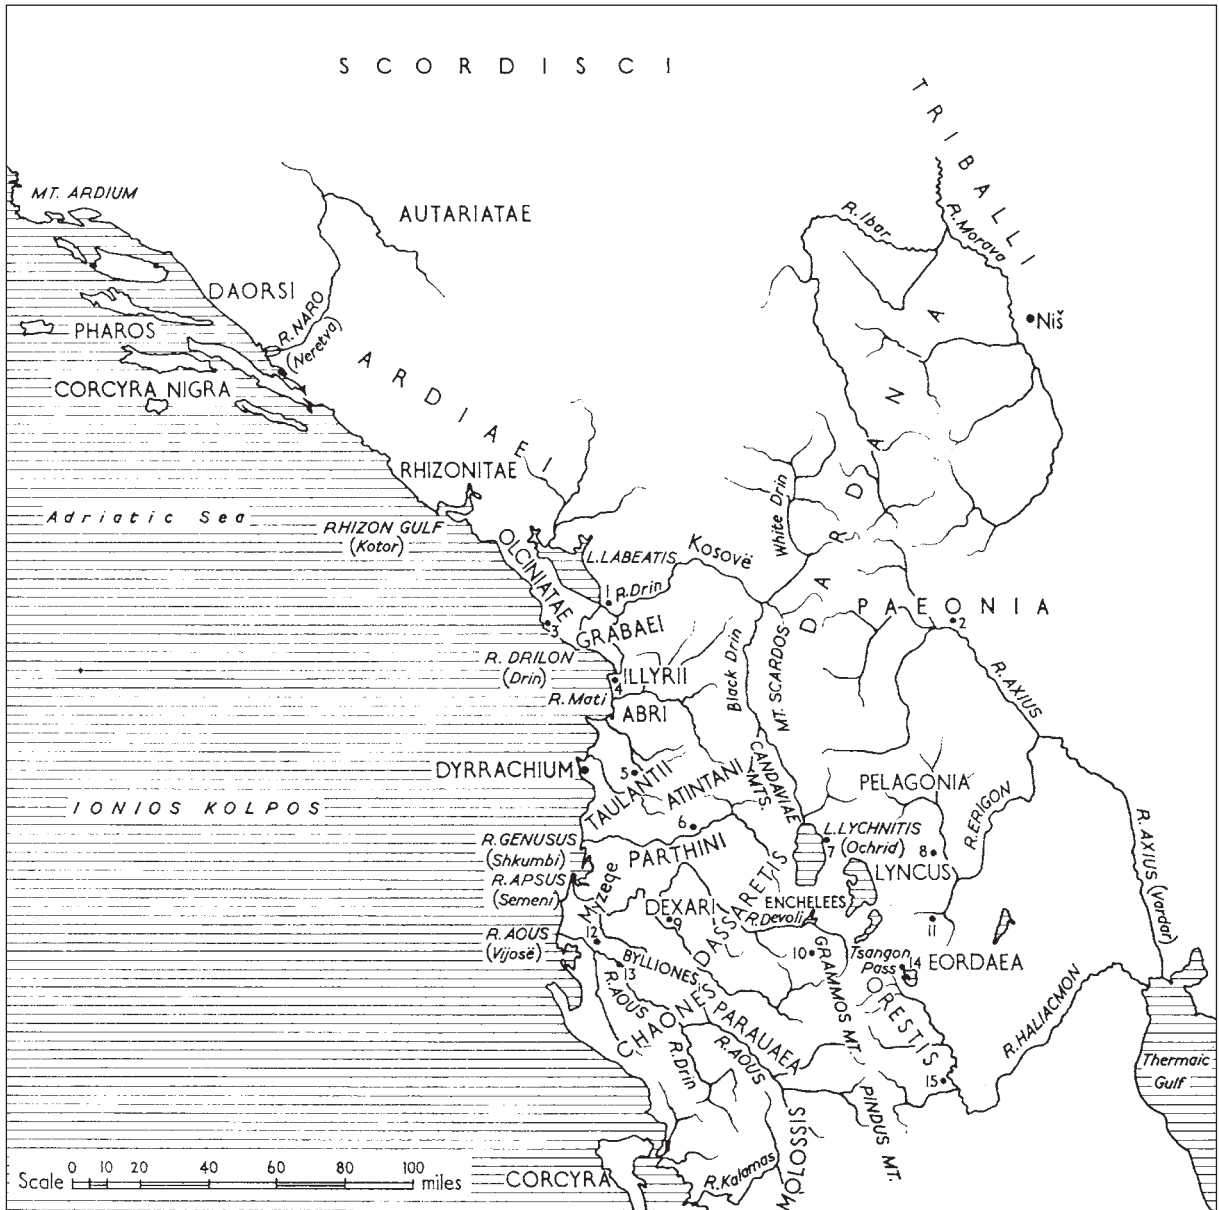 SCORDISCI
TRIBALLI
MT. ARDIUM
AUTARIATAE
R. Ibar
R. Morava
DAORSI
R. NARO
(Neretva)
PHAROS
Niš
CORCYRA NIGRA
ARDIAEI
DARDANA
RHIZONITAE
White Drin
Adriatic Sea
RHIZON GULF
(Kotor)
OLCINIATAE
L. LABEATIS
Kosovë
1
R. Drin
PAEONIA
2
3
GRABAEI
R. DRILON
(Drin)
ILLYRII
4
Black Drin
MT. SCARDOS
R. AXIUS
R. Mati
ABRI
DYRRACHIUM
5
TAULANTII
ATINTANI
CANDAVIAE
MTS.
PELAGONIA
IONIOS KOLPOS
6
R. ERIGON
R. AXIUS (Vardar)
R. GENUSUS
(Shkumbi)
PARTHINI
L. LYCHNITIS
7 (Ochrid)
8
LYNCUS
R. APSUS
(Semeni)
Myzeqe
DEXARI
9
DASSARETIS
ENCHELEES
R. Devoli
11
R. AOUS
(Vijosë)
12
BYLLIONES
13
10
Tsangon
Pass
14
EORDAEA
GRAMMOS MT.
ORESTIS
R. AOUS
CHAONES
PARAUAEA
R. HALIACMON
R. Drin
R. AOUS
15
Thermaic
Gulf
PINDUS MT.
MOLOSSIS
R. Kalamas
CORCYRA
Scale 0 10 20 40 60 80 100 miles